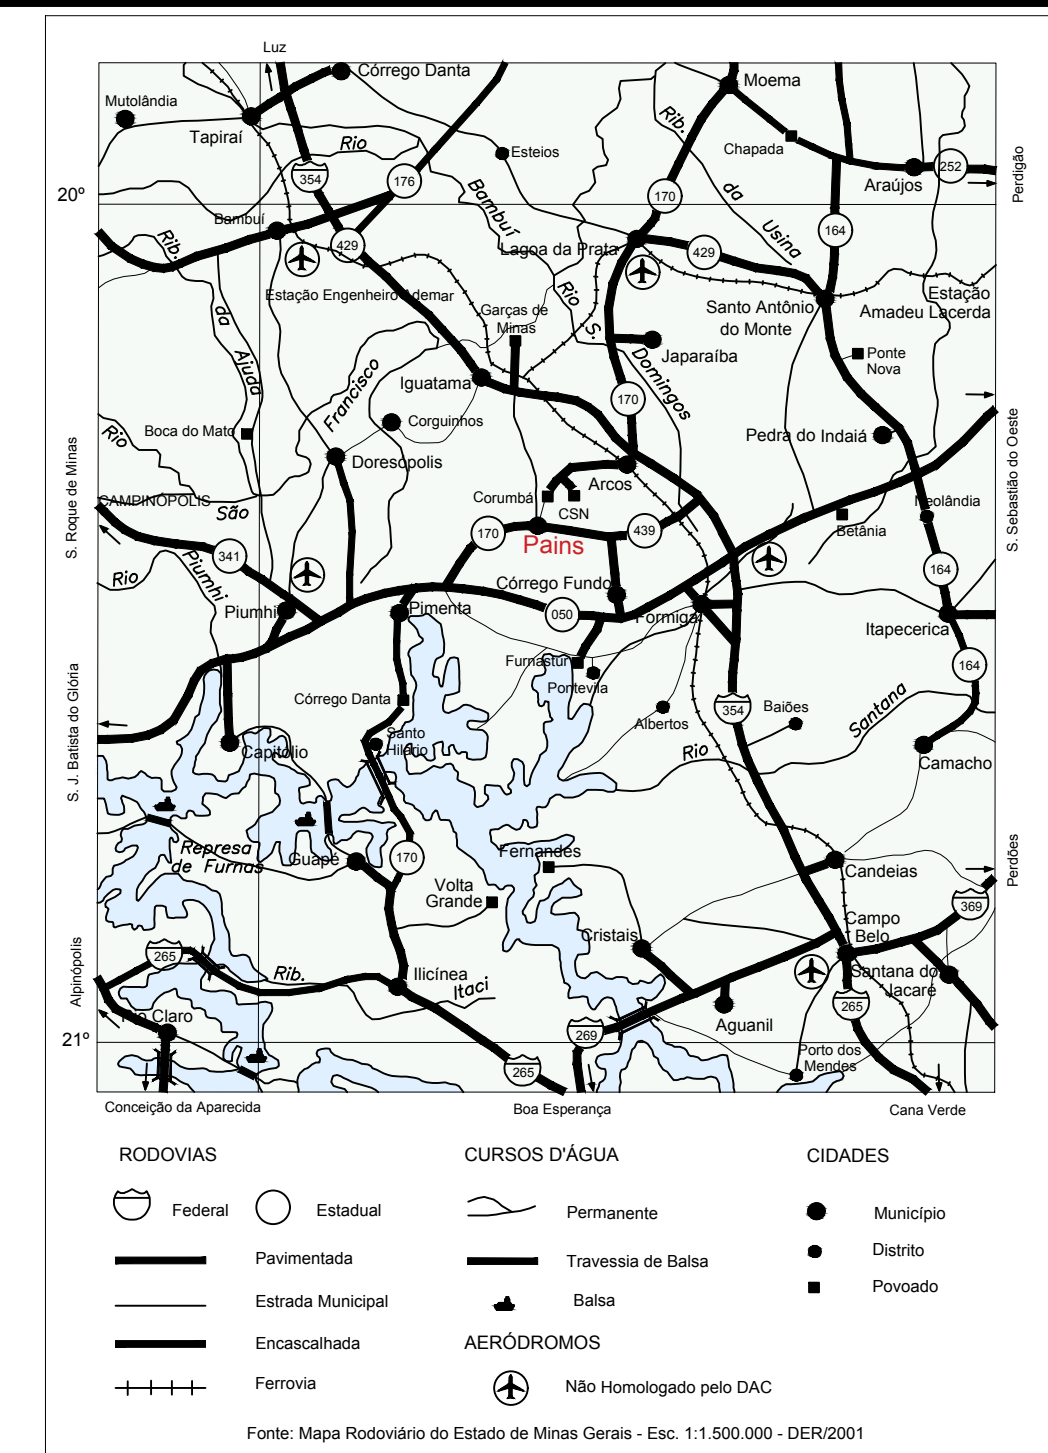 Luz
Córrego Danta
Mutolândia
Moema
Tapiraí
Rio
Rib.
Chapada
Esteios
354
176
252
Araújos
Perdigão
20º
170
da
Bambuí
Bambuí
Usina
164
Rib.
429
Lagoa da Prata
429
Estação Engenheiro Ademar
Rio
Estação
Amadeu Lacerda
Garças de
Minas
Santo Antônio
do Monte
da
S.
Ajuda
Japaraíba
Domingos
Ponte
Nova
Iguatama
Francisco
170
Corguinhos
Rio
Boca do Mato
Pedra do Indaiá
Doresópolis
S. Roque de Minas
S. Sebastião do Oeste
Arcos
CAMPINÓPOLIS
São
Corumbá
CSN
Neolândia
170
439
Betânia
Pains
341
Rio
Piumhi
Córrego Fundo
164
Piumhi
Pimenta
050
Formiga
Itapecerica
Furnastur
Pontevila
164
S. J. Batista do Glória
Córrego Danta
Albertos
354
Baiões
Santana
Santo
Hilário
Capitólio
Rio
Camacho
Represa
de Furnas
Guapé
170
Fernandes
Candeias
Perdões
Volta
Grande
369
Campo
Belo
Cristais
Alpinópolis
265
Rib.
Ilicínea
Itaci
Santana do
Jacaré
265
Rio Claro
Aguanil
21º
269
265
Porto dos
Mendes
Conceição da Aparecida
Boa Esperança
Cana Verde
RODOVIAS
CURSOS D'ÁGUA
CIDADES
Federal
Estadual
Permanente
Município
Pavimentada
Travessia de Balsa
Distrito
Estrada Municipal
Balsa
Povoado
Encascalhada
AERÓDROMOS
Ferrovia
Não Homologado pelo DAC
Fonte: Mapa Rodoviário do Estado de Minas Gerais - Esc. 1:1.500.000 - DER/2001